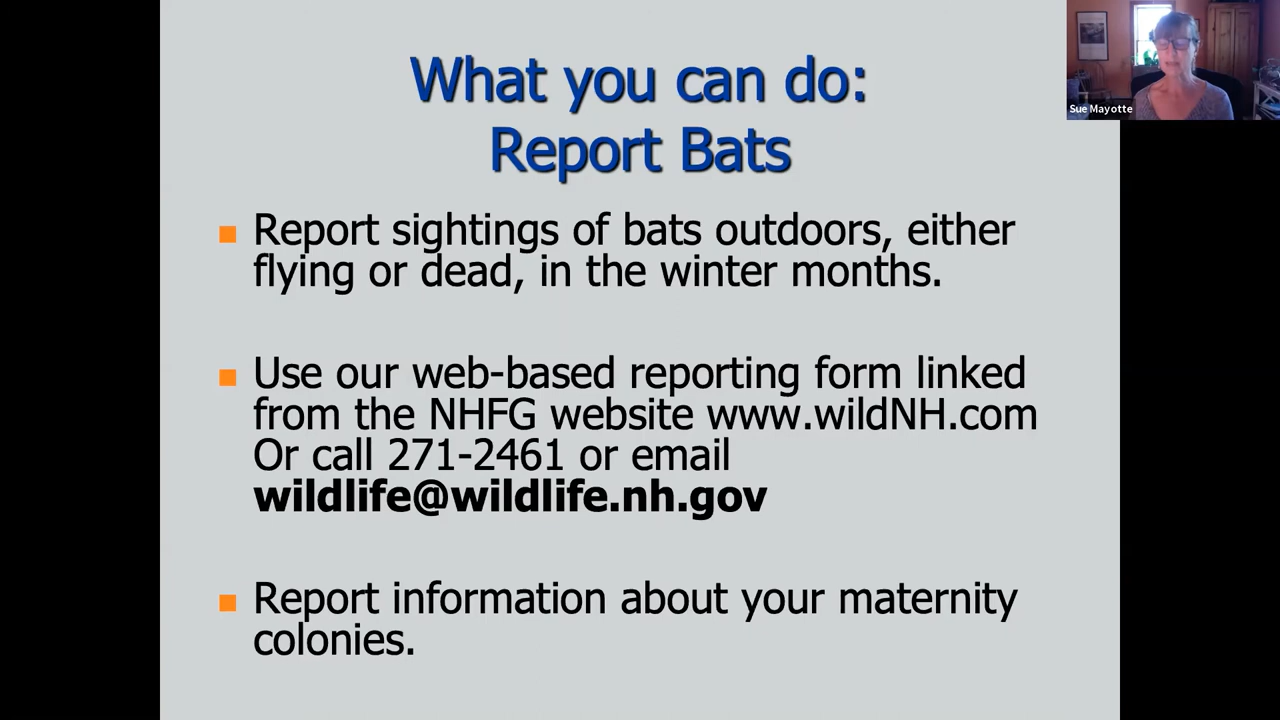 What you can do:
Report Bats
Report sightings of bats outdoors, either
flying or dead, in the winter months.
Use our web-based reporting form linked
from the NHFG website www.wildNH.com
Or call 271-2461 or email
wildlife@wildlife.nh.gov
Report information about your maternity
colonies.
Sue Mayotte